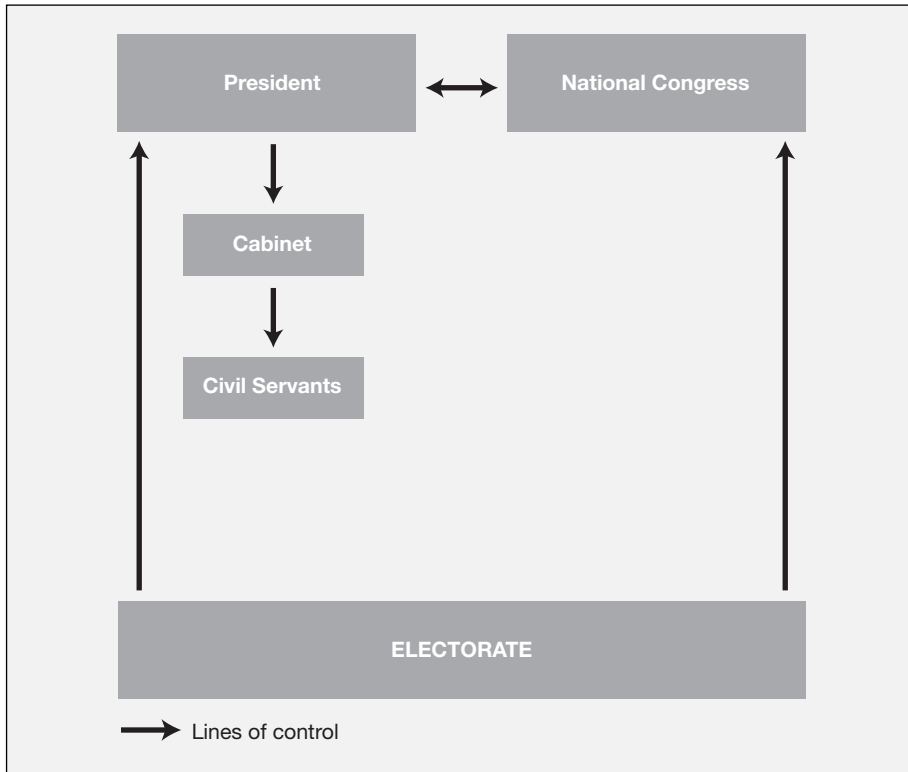 President
National Congress
Cabinet
Civil Servants
ELECTORATE
Lines of control